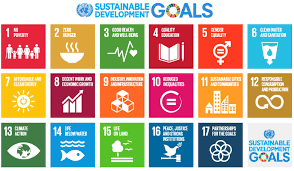 SUSTAINABLE
DEVELOPMENT
GOALS
1 NO
POVERTY
2 ZERO
HUNGER
3 GOOD HEALTH
AND WELL-BEING
4 QUALITY
EDUCATION
5 GENDER
EQUALITY
6 CLEAN WATER
AND SANITATION
7 AFFORDABLE AND
CLEAN ENERGY
8 DECENT WORK AND
ECONOMIC GROWTH
9 INDUSTRY, INNOVATION
AND INFRASTRUCTURE
10 REDUCED
INEQUALITIES
11 SUSTAINABLE CITIES
AND COMMUNITIES
12 RESPONSIBLE
CONSUMPTION
AND PRODUCTION
13 CLIMATE
ACTION
14 LIFE
BELOW WATER
15 LIFE
ON LAND
16 PEACE, JUSTICE
AND STRONG
INSTITUTIONS
17 PARTNERSHIPS
FOR THE GOALS
SUSTAINABLE
DEVELOPMENT
GOALS